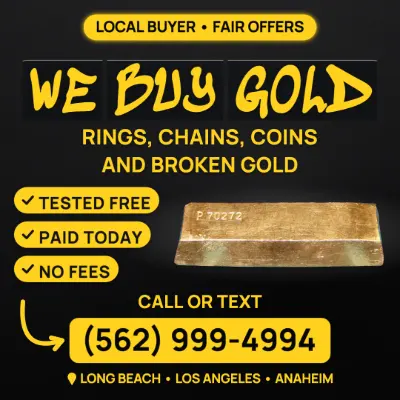 LOCAL BUYER • FAIR OFFERS
WE BUY GOLD
RINGS, CHAINS, COINS
AND BROKEN GOLD
✓ TESTED FREE
✓ PAID TODAY
✓ NO FEES
P 70272
CALL OR TEXT
(562) 999-4994
LONG BEACH • LOS ANGELES • ANAHEIM